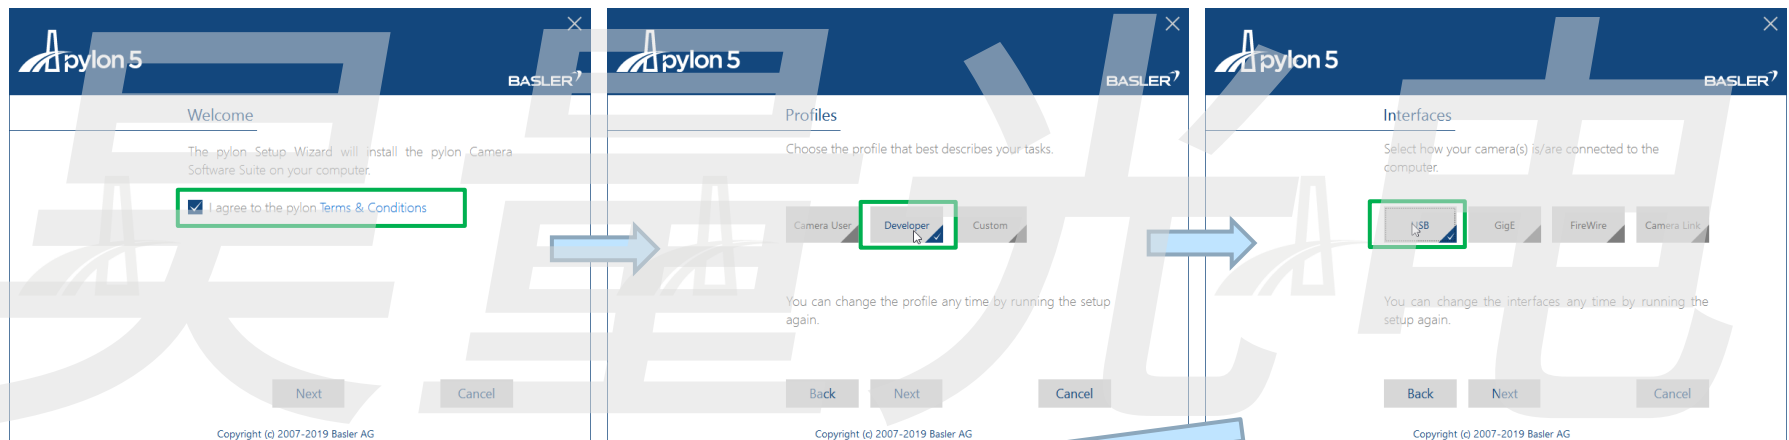 pylon 5
BASLER
Welcome
The pylon Setup Wizard will install the pylon Camera
Software Suite on your computer.
I agree to the pylon Terms & Conditions
Next
Cancel
Copyright (c) 2007-2019 Basler AG
pylon 5
BASLER
Profiles
Choose the profile that best describes your tasks.
Camera User
Developer
Custom
You can change the profile any time by running the setup
again.
Back
Next
Cancel
Copyright (c) 2007-2019 Basler AG
pylon 5
BASLER
Interfaces
Select how your camera(s) is/are connected to the
computer.
USB
GigE
FireWire
Camera Link
You can change the interfaces any time by running the
setup again.
Back
Next
Cancel
Copyright (c) 2007-2019 Basler AG